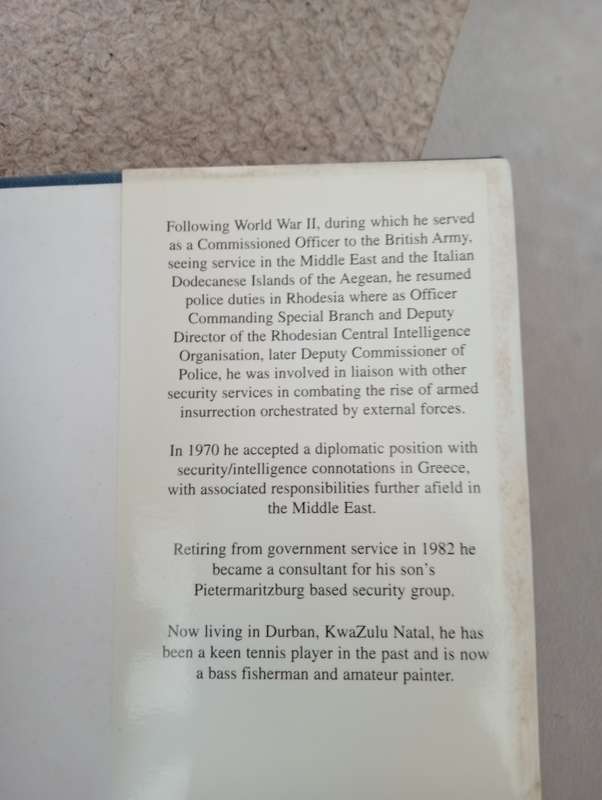 Following World War II, during which he served
as a Commissioned Officer to the British Army,
seeing service in the Middle East and the Italian
Dodecanese Islands of the Aegean, he resumed
police duties in Rhodesia where as Officer
Commanding Special Branch and Deputy
Director of the Rhodesian Central Intelligence
Organisation, later Deputy Commissioner of
Police, he was involved in liaison with other
security services in combating the rise of armed
insurrection orchestrated by external forces.
In 1970 he accepted a diplomatic position with
security/intelligence connotations in Greece,
with associated responsibilities further afield in
the Middle East.
Retiring from government service in 1982 he
became a consultant for his son's
Pietermaritzburg based security group.
Now living in Durban, KwaZulu Natal, he has
been a keen tennis player in the past and is now
a bass fisherman and amateur painter.